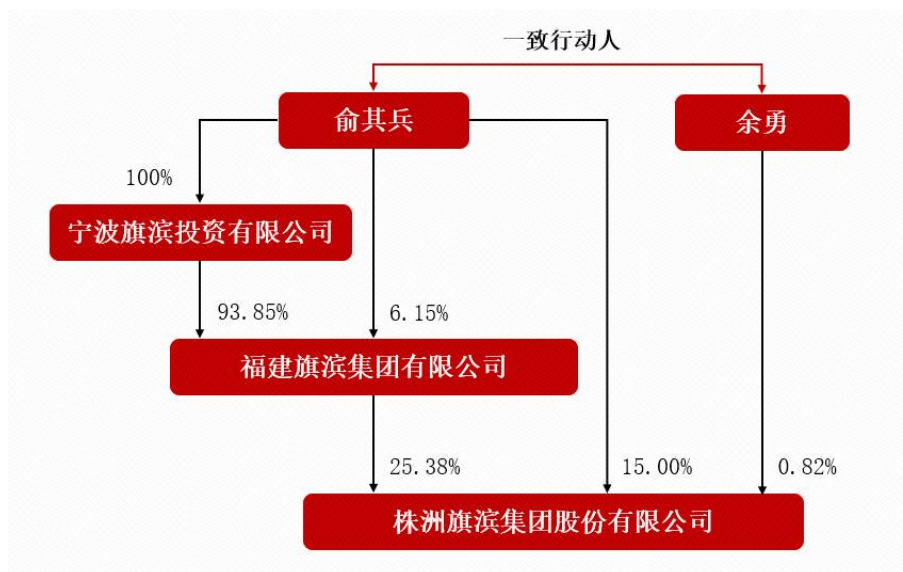 一致行动人
俞其兵
余勇
100%
宁波旗滨投资有限公司
93.85%
6.15%
福建旗滨集团有限公司
25.38%
15.00%
0.82%
株洲旗滨集团股份有限公司